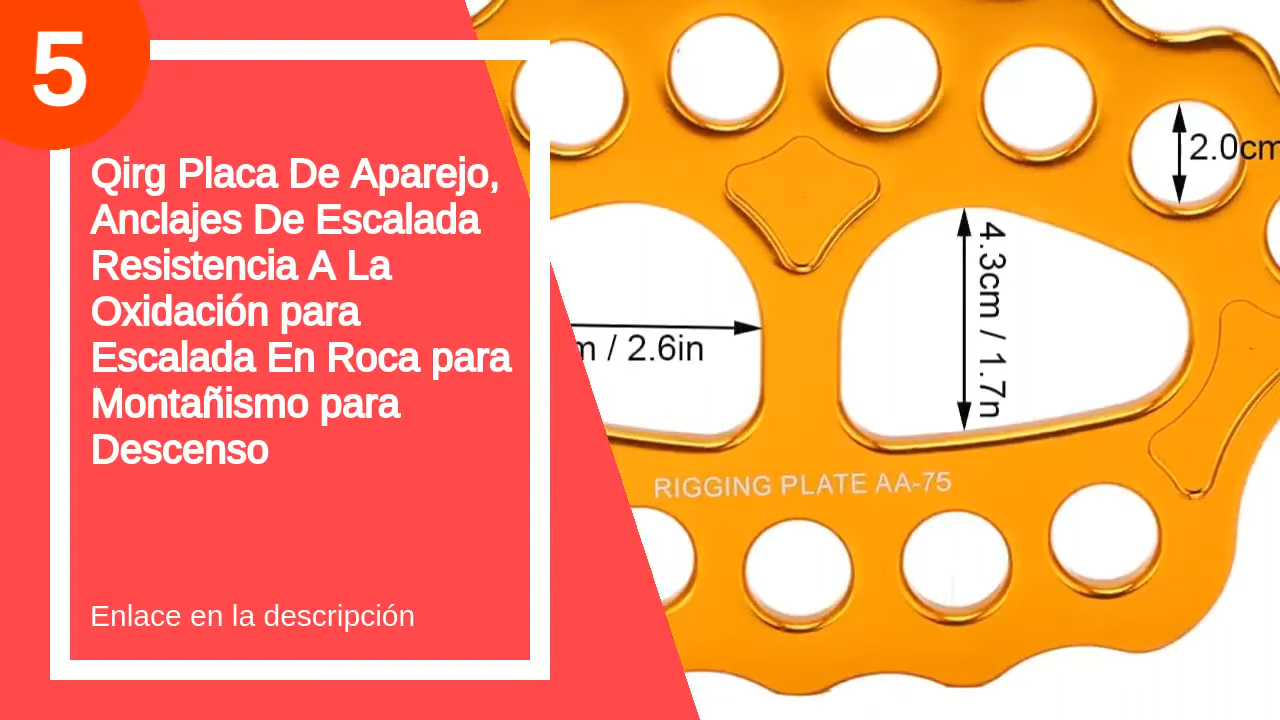 5
Qirg Placa De Aparejo,
Anclajes De Escalada
Resistencia A La
Oxidación para
Escalada En Roca para
Montañismo para
Descenso
Enlace en la descripción
2.0cm
4.3cm / 1.7n
/ 2.6in
RIGGING PLATE AA-75